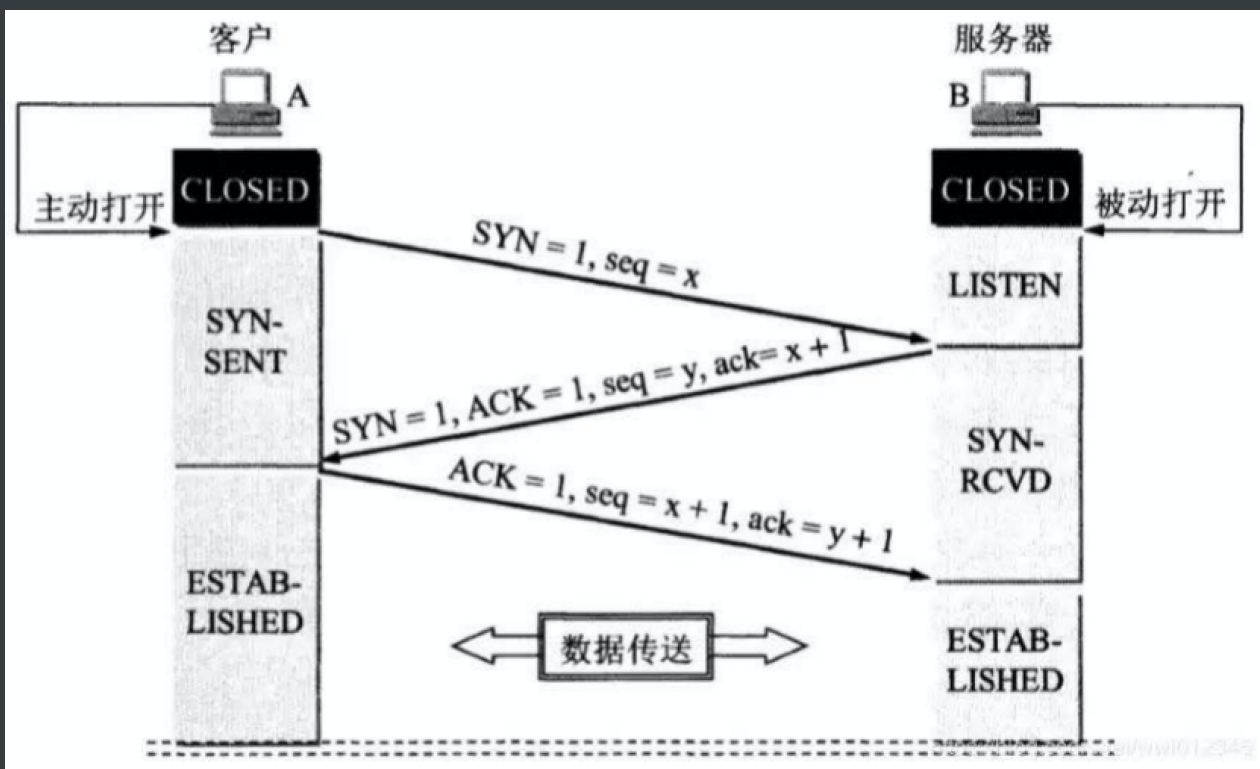 客户
服务器
A
B
CLOSED
CLOSED
主动打开
被动打开
SYN = 1, seq = x
LISTEN
SYN-
SENT
SYN = 1, ACK = 1, seq = y, ack= x + 1
SYN-
RCVD
ACK = 1, seq = x + 1, ack = y + 1
ESTAB-
LISHED
数据传送
ESTAB-
LISHED